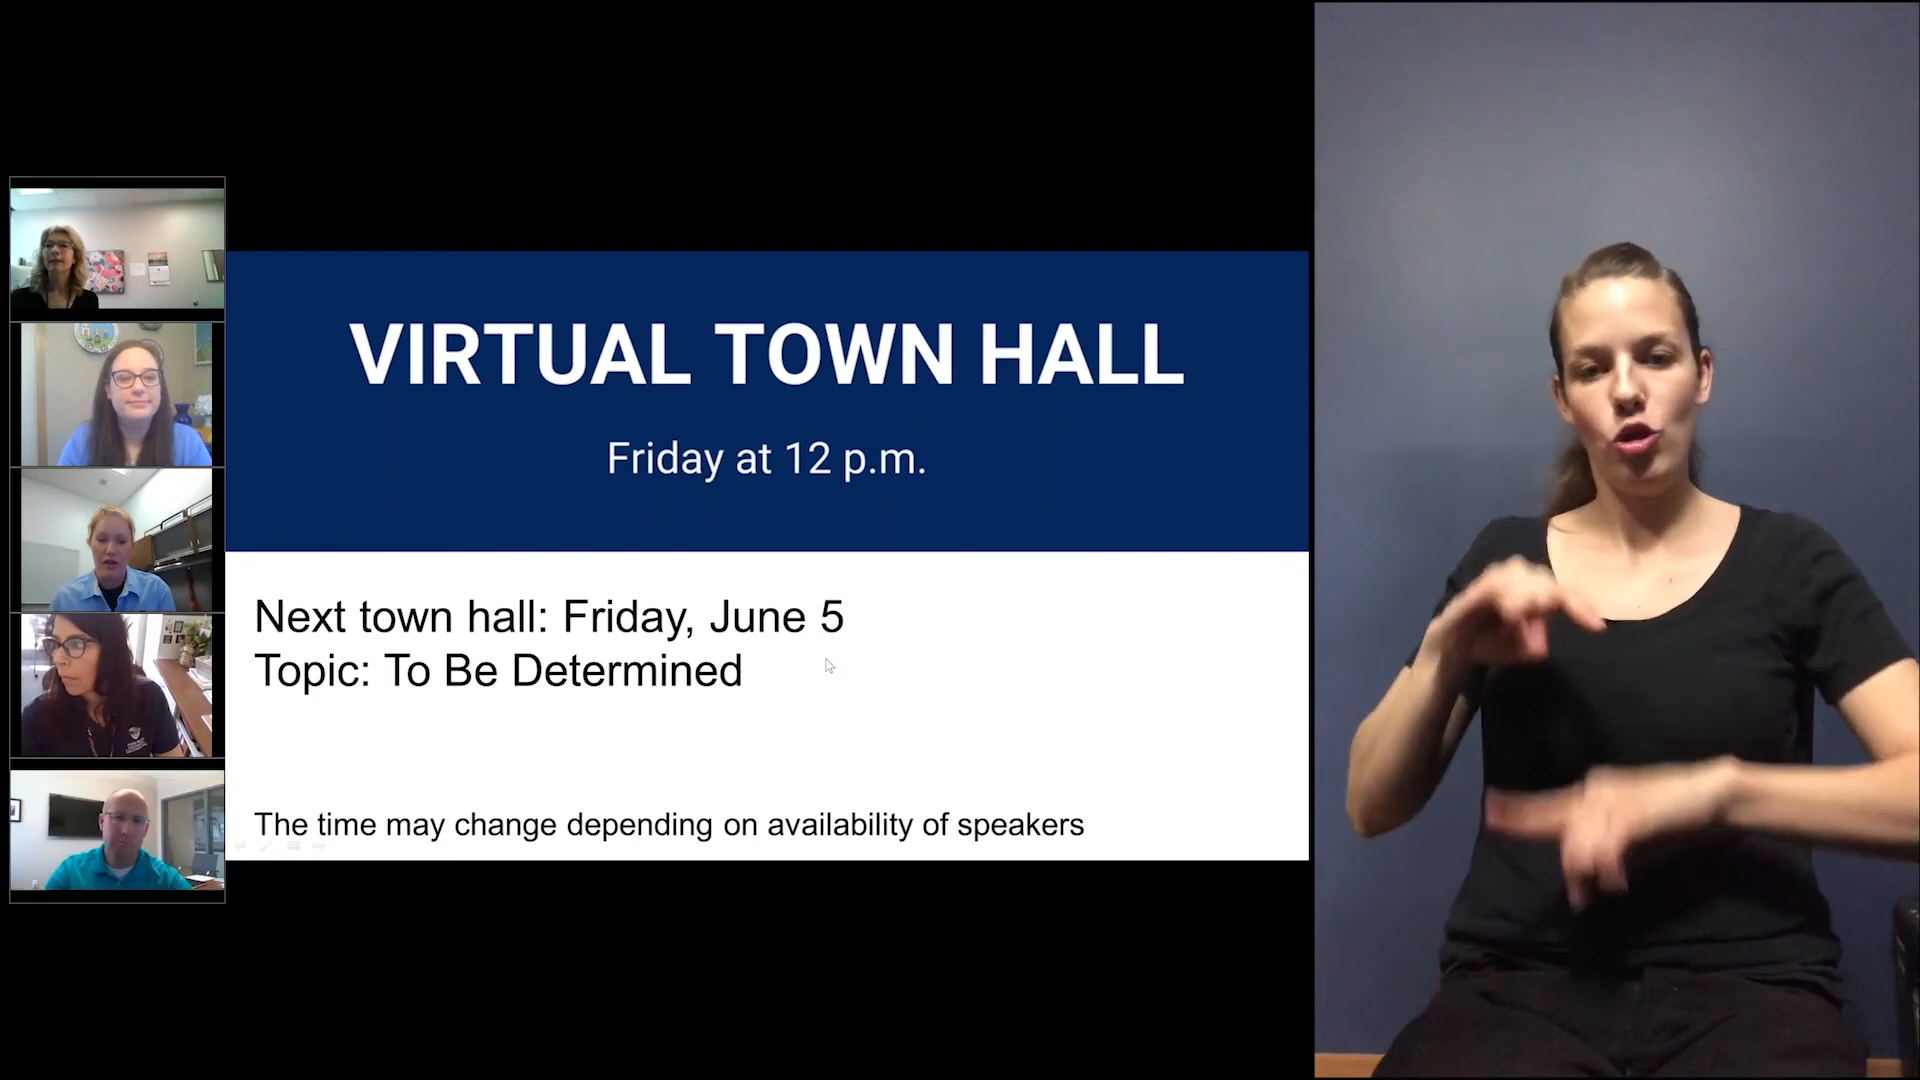 VIRTUAL TOWN HALL
Friday at 12 p.m.
Next town hall: Friday, June 5
Topic: To Be Determined
The time may change depending on availability of speakers